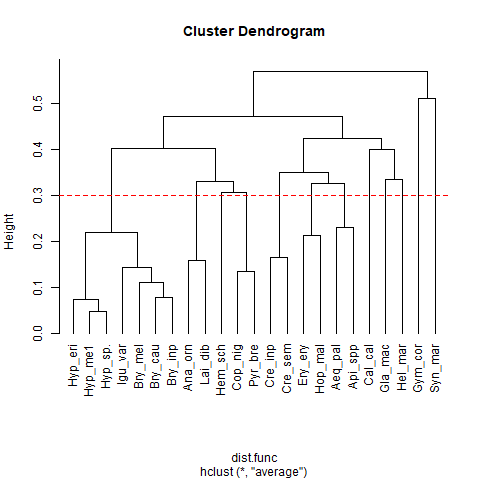 Cluster Dendrogram
Height
0.5
0.4
0.3
0.2
0.1
0.0
Hyp_eri
Hyp_me1
Hyp_sp.
Igu_var
Bry_mel
Bry_cau
Bry_inp
Ana_orn
Lai_dib
Hem_sch
Cop_nig
Pyr_bre
Cre_inp
Cre_sem
Ery_ery
Hop_mal
Aeq_pal
Api_spp
Cal_cal
Gla_mac
Hel_mar
Gym_cor
Syn_mar
dist.func
hclust (*, "average")